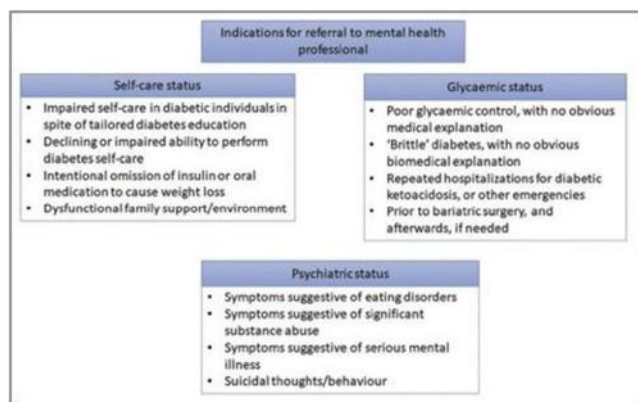 Indications for referral to mental health
professional
Self-care status
• Impaired self-care in diabetic individuals in
spite of tailored diabetes education
• Declining or impaired ability to perform
diabetes self-care
• Intentional omission of insulin or oral
medication to cause weight loss
• Dysfunctional family support/environment
Glycaemic status
• Poor glycaemic control, with no obvious
medical explanation
• 'Brittle' diabetes, with no obvious
biomedical explanation
• Repeated hospitalizations for diabetic
ketoacidosis, or other emergencies
• Prior to bariatric surgery, and
afterwards, if needed
Psychiatric status
• Symptoms suggestive of eating disorders
• Symptoms suggestive of significant
substance abuse
• Symptoms suggestive of serious mental
illness
• Suicidal thoughts/behaviour